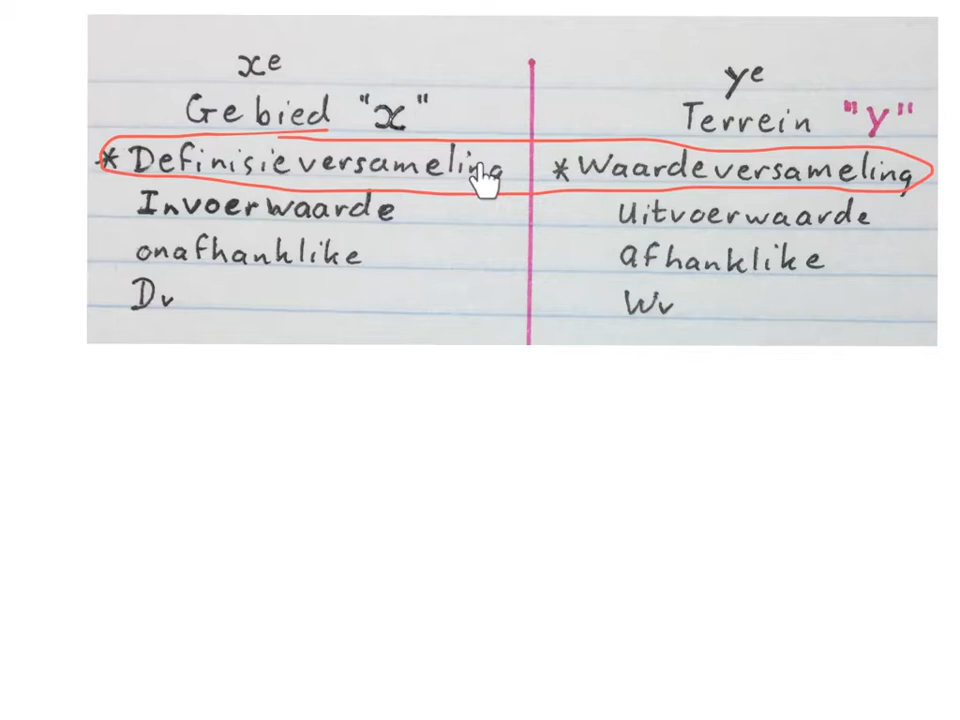 xe
Gebied "x"
* Definisieversameling
Invoerwaarde
onafhanklike
Dv
ye
Terrein "y"
* Waardeversameling
Uitvoerwaarde
afhanklike
Wv